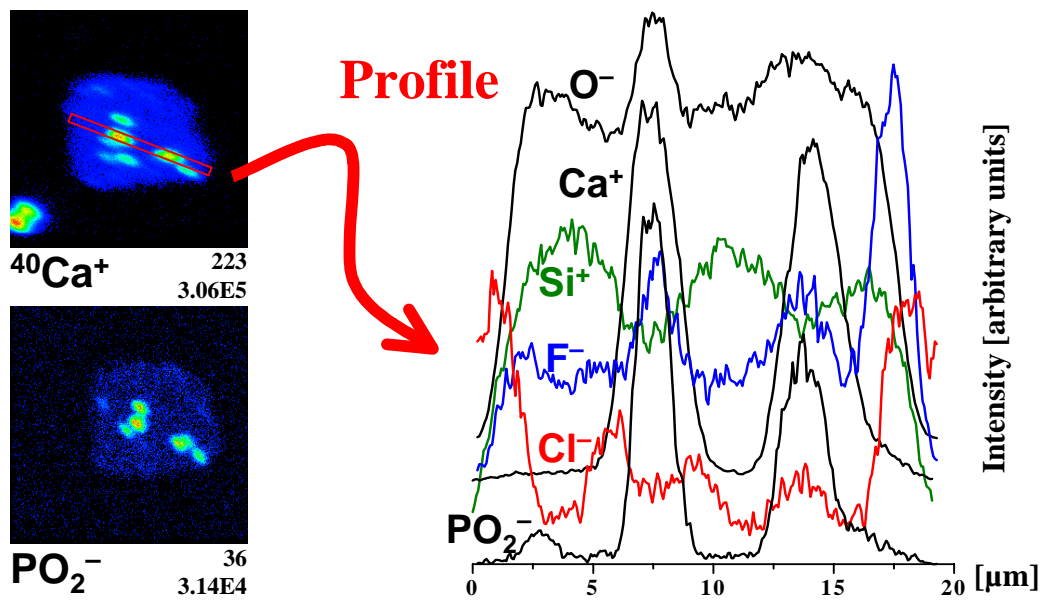 Profile
⁴⁰Ca⁺
223
3.06E5
PO₂⁻
36
3.14E4
O⁻
Ca⁺
Si⁺
F⁻
Cl⁻
PO₂⁻
0 5 10 15 20
[µm]
Intensity [arbitrary units]